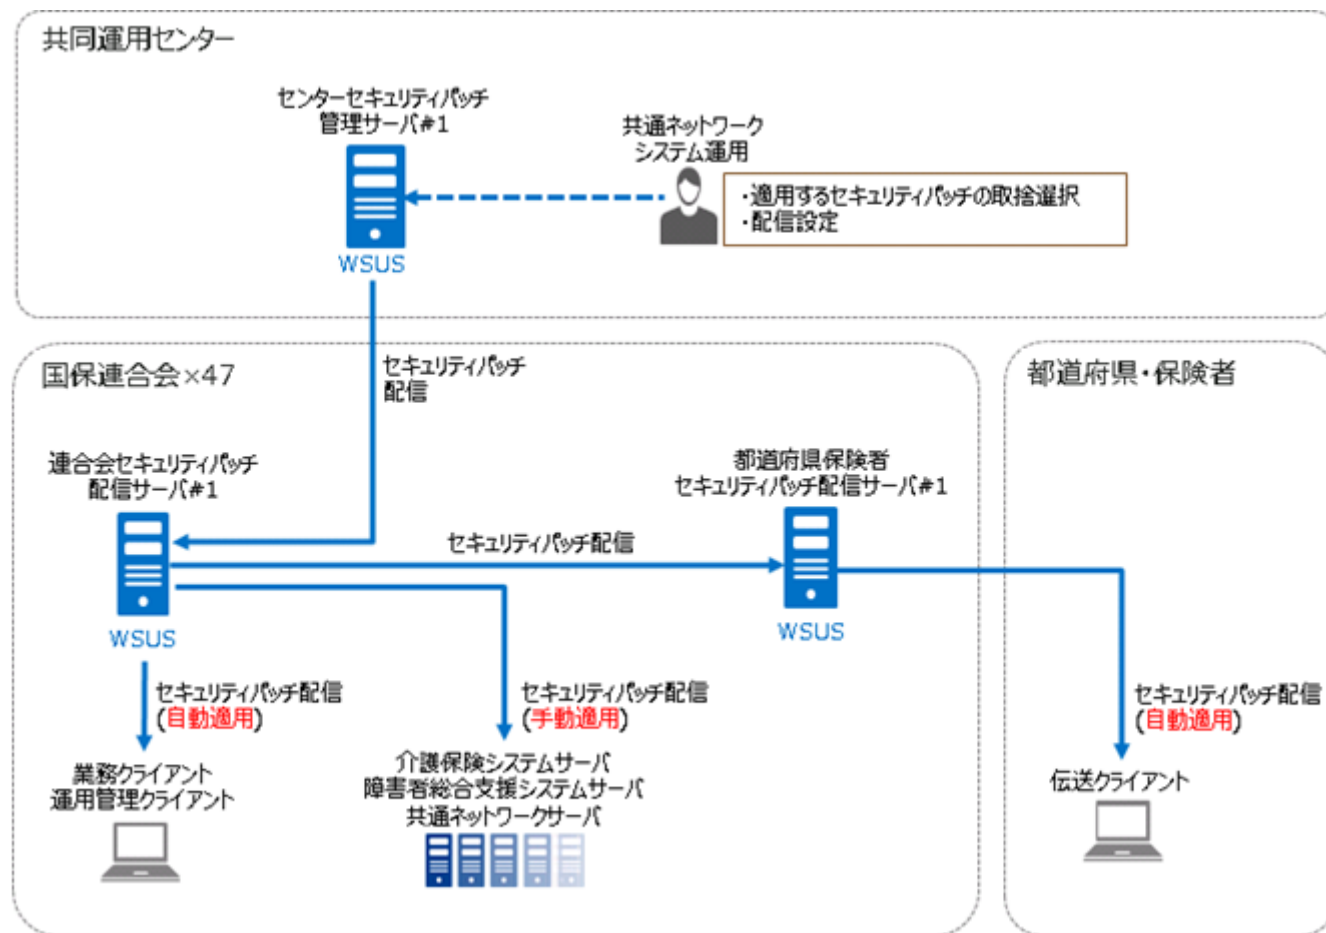 共同運用センター
センターセキュリティパッチ
管理サーバ#1
WSUS
共通ネットワーク
システム運用
・適用するセキュリティパッチの取捨選択
・配信設定
セキュリティパッチ
配信
国保連合会×47
連合会セキュリティパッチ
配信サーバ#1
WSUS
セキュリティパッチ配信
都道府県保険者
セキュリティパッチ配信サーバ#1
WSUS
セキュリティパッチ配信
(自動適用)
業務クライアント
運用管理クライアント
セキュリティパッチ配信
(手動適用)
介護保険システムサーバ
障害者総合支援システムサーバ
共通ネットワークサーバ
都道府県・保険者
セキュリティパッチ配信
(自動適用)
伝送クライアント